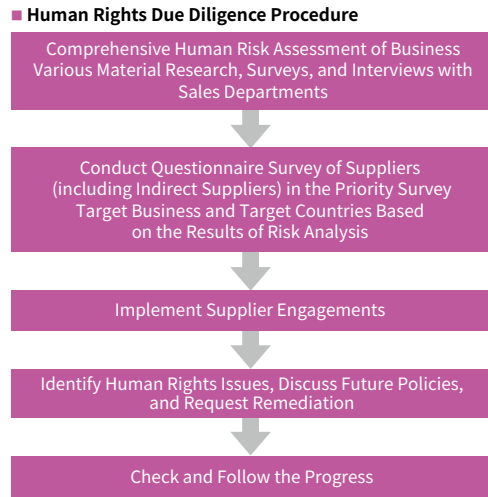 ■ Human Rights Due Diligence Procedure
Comprehensive Human Risk Assessment of Business
Various Material Research, Surveys, and Interviews with
Sales Departments
Conduct Questionnaire Survey of Suppliers
(including Indirect Suppliers) in the Priority Survey
Target Business and Target Countries Based
on the Results of Risk Analysis
Implement Supplier Engagements
Identify Human Rights Issues, Discuss Future Policies,
and Request Remediation
Check and Follow the Progress